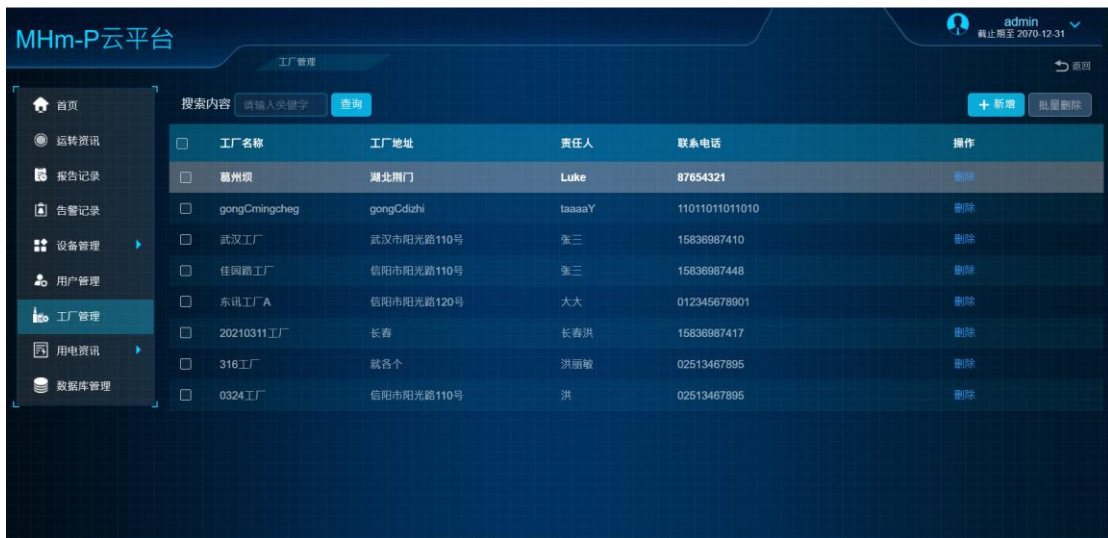 MHm-P云平台
admin
截止期至 2070-12-31
工厂管理
返回
首页
运转资讯
报告记录
告警记录
设备管理
用户管理
工厂管理
用电资讯
数据库管理
搜索内容 请输入关键字 查询 + 新增 批量删除
工厂名称 工厂地址 责任人 联系电话 操作
葛州坝 湖北荆门 Luke 87654321 删除
gongCmingcheg gongCdizhi taaaaY 11011011011010 删除
武汉工厂 武汉市阳光路110号 张三 15836987410 删除
佳园路工厂 信阳市阳光路110号 张三 15836987448 删除
东讯工厂A 信阳市阳光路120号 大大 012345678901 删除
20210311工厂 长春 长春洪 15836987417 删除
316工厂 就各个 洪丽敏 02513467895 删除
0324工厂 信阳市阳光路110号 洪 02513467895 删除